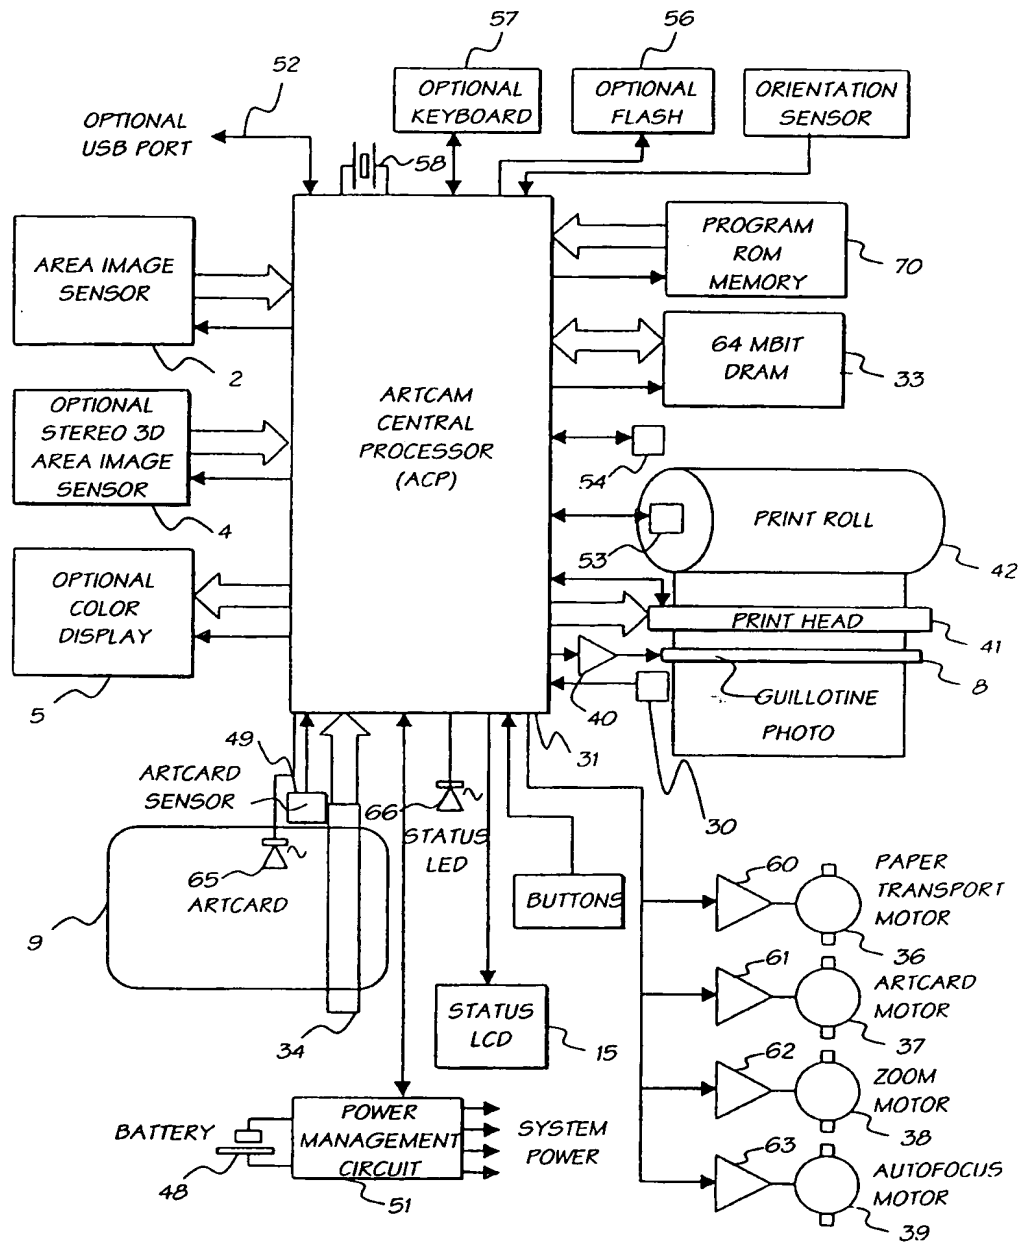 57
56
52
OPTIONAL
USB PORT
OPTIONAL
KEYBOARD
OPTIONAL
FLASH
ORIENTATION
SENSOR
58
AREA IMAGE
SENSOR
2
PROGRAM
ROM
MEMORY
70
64 MBIT
DRAM
33
OPTIONAL
STEREO 3D
AREA IMAGE
SENSOR
4
ARTCAM
CENTRAL
PROCESSOR
(ACP)
54
53
PRINT ROLL
42
OPTIONAL
COLOR
DISPLAY
5
PRINT HEAD
41
8
40
GUILLOTINE
PHOTO
31
30
49
ARTCARD
SENSOR
66
STATUS
LED
65
ARTCARD
9
34
BUTTONS
STATUS
LCD
15
60
PAPER
TRANSPORT
MOTOR
36
61
ARTCARD
MOTOR
37
62
ZOOM
MOTOR
38
63
AUTOFOCUS
MOTOR
39
BATTERY
48
POWER
MANAGEMENT
CIRCUIT
51
SYSTEM
POWER